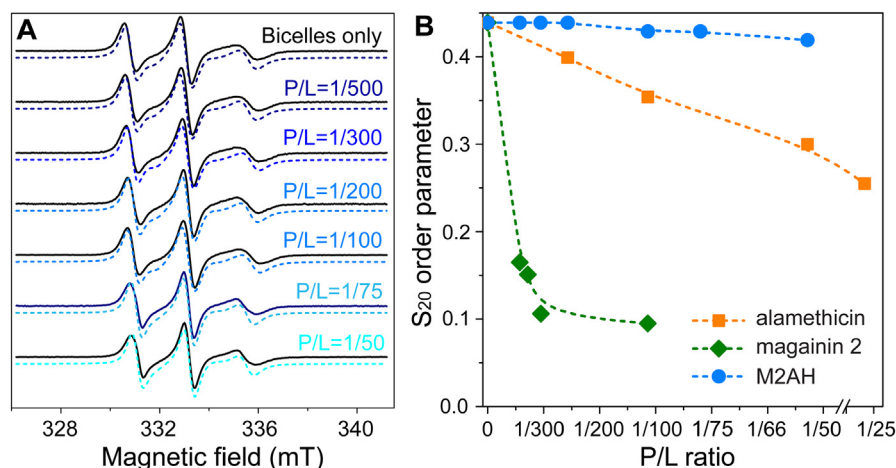 A
Bicelles only
P/L=1/500
P/L=1/300
P/L=1/200
P/L=1/100
P/L=1/75
P/L=1/50
328 332 336 340
Magnetic field (mT)
B
S20 order parameter
0.4
0.3
0.2
0.1
0.0
alamethicin
magainin 2
M2AH
0 1/300 1/200 1/100 1/75 1/66 1/50 1/25
P/L ratio